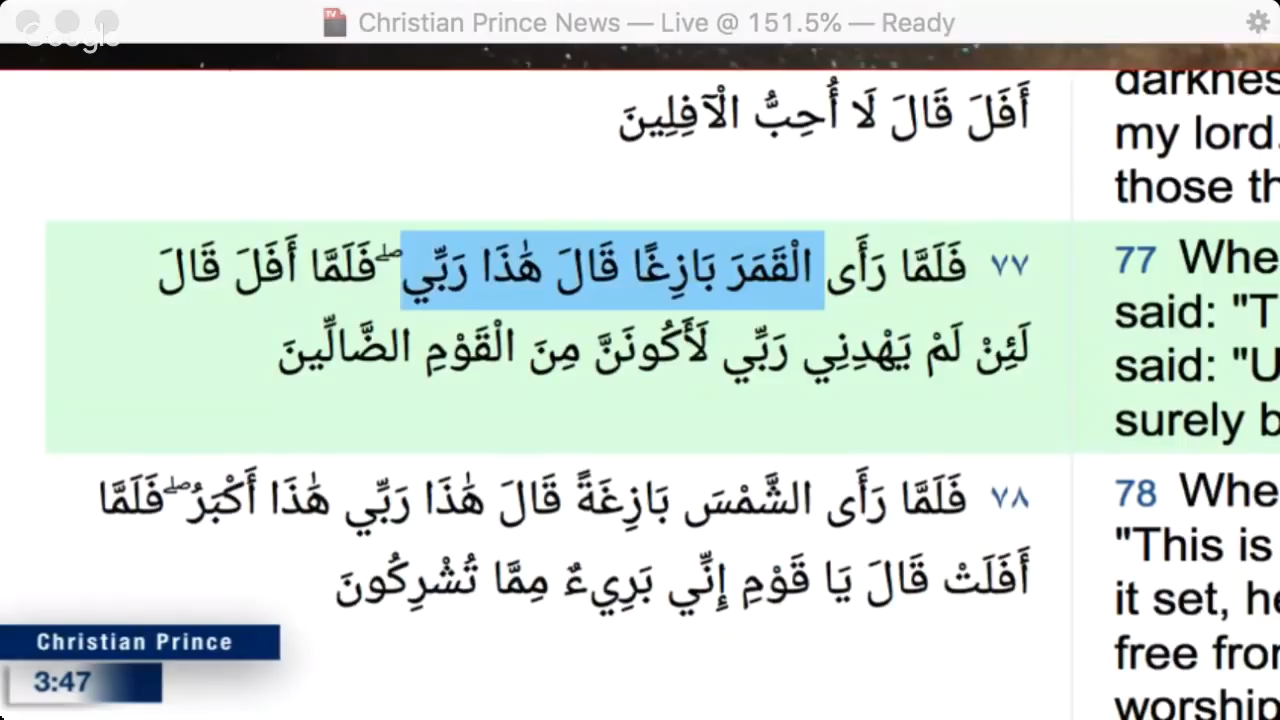 Christian Prince News — Live @ 151.5% — Ready
Google
أَفَلَ قَالَ لَا أُحِبُّ الْآفِلِينَ
٧٧ فَلَمَّا رَأَى الْقَمَرَ بَازِغًا قَالَ هَٰذَا رَبِّي ۖ فَلَمَّا أَفَلَ قَالَ
لَئِنْ لَمْ يَهْدِنِي رَبِّي لَأَكُونَنَّ مِنَ الْقَوْمِ الضَّالِّينَ
٧٨ فَلَمَّا رَأَى الشَّمْسَ بَازِغَةً قَالَ هَٰذَا رَبِّي هَٰذَا أَكْبَرُ ۖ فَلَمَّا
أَفَلَتْ قَالَ يَا قَوْمِ إِنِّي بَرِيءٌ مِمَّا تُشْرِكُونَ
darknes
my lord.
those th
77 Whe
said: "T
said: "U
surely b
78 Whe
"This is
it set, he
free fron
worship
Christian Prince
3:47